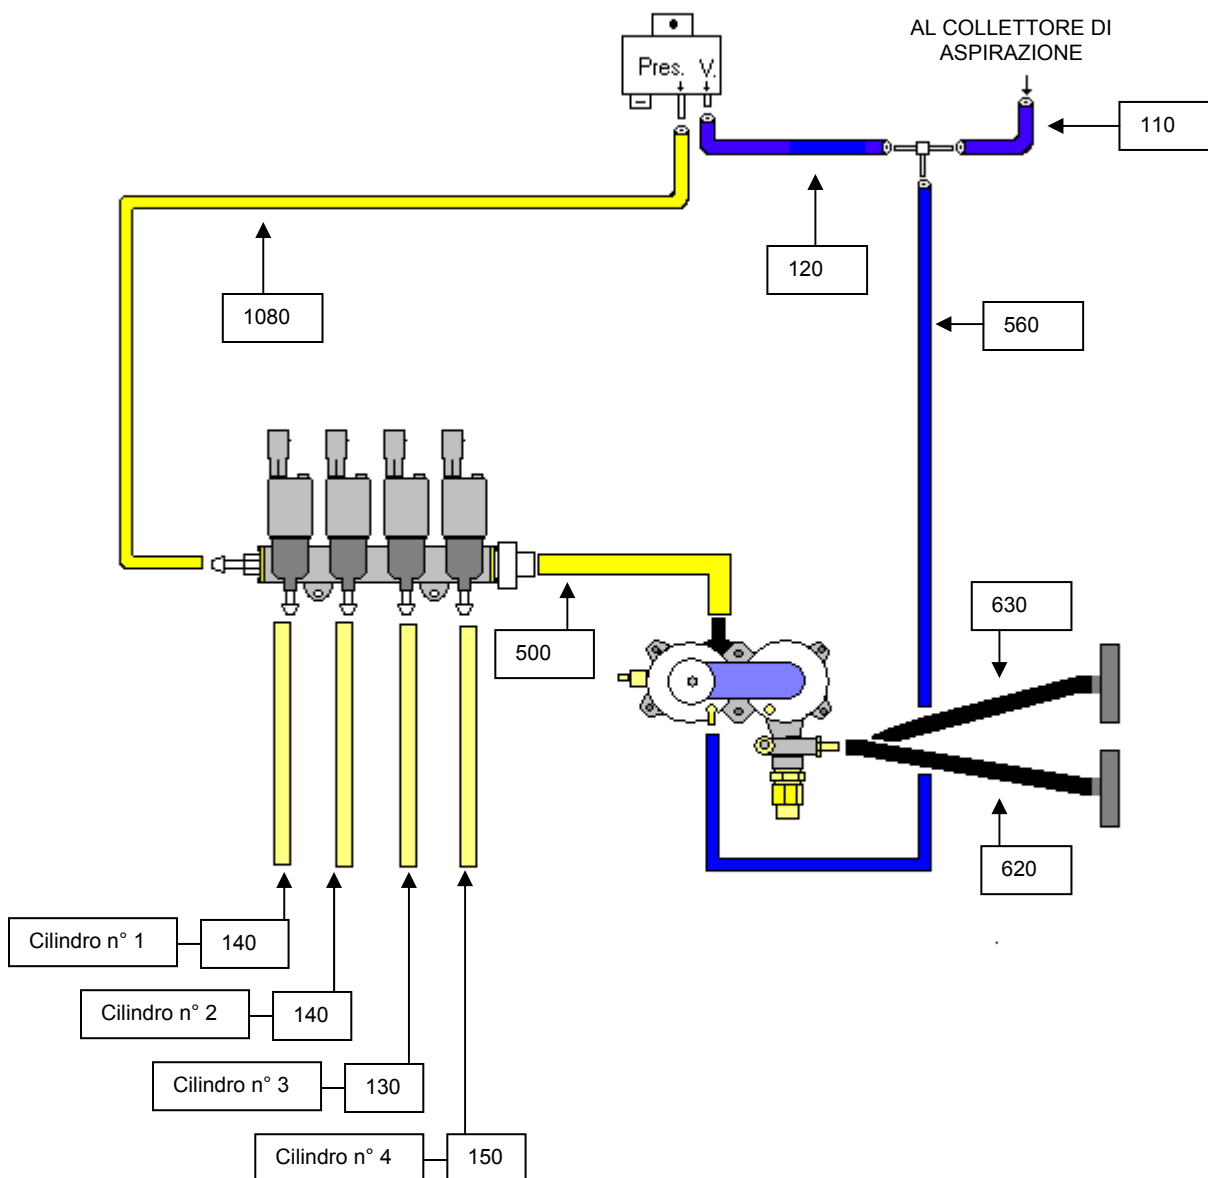 AL COLLETTORE DI
ASPIRAZIONE
Pres. V.
110
120
1080
560
630
500
620
Cilindro n° 1 140
Cilindro n° 2 140
Cilindro n° 3 130
Cilindro n° 4 150